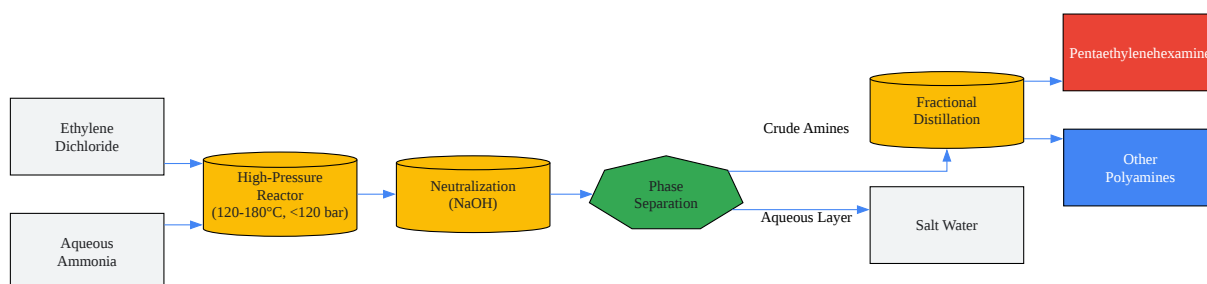 Ethylene
Dichloride
Aqueous
Ammonia
High-Pressure
Reactor
(120-180°C, <120 bar)
Neutralization
(NaOH)
Phase
Separation
Crude Amines
Aqueous Layer
Fractional
Distillation
Salt Water
Pentaethylenehexamine
Other
Polyamines